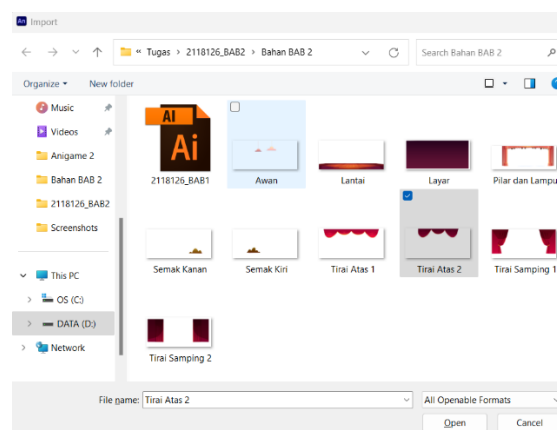 An Import
« Tugas > 2118126_BAB2 > Bahan BAB 2
Search Bahan BAB 2
Organize
New folder
Music
Videos
Anigame 2
Bahan BAB 2
2118126_BAB2
Screenshots
This PC
OS (C:)
DATA (D:)
Network
AI
Ai
2118126_BAB1
Awan
Lantai
Layar
Pilar dan Lampu
Semak Kanan
Semak Kiri
Tirai Atas 1
Tirai Atas 2
Tirai Samping 1
Tirai Samping 2
File name: Tirai Atas 2
All Openable Formats
Open
Cancel